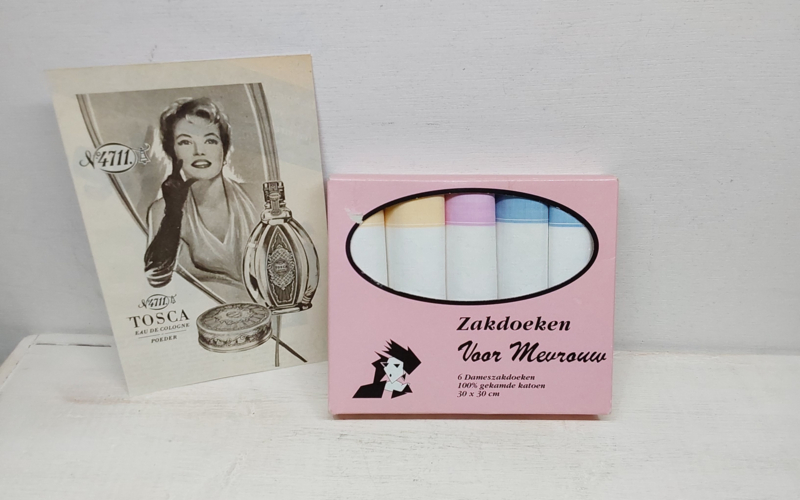 Nº4711.
Nº4711.
TOSCA
EAU DE COLOGNE
POEDER
Zakdoeken
Voor Mevrouw
6 Dameszakdoeken
100% gekamde katoen
30 x 30 cm